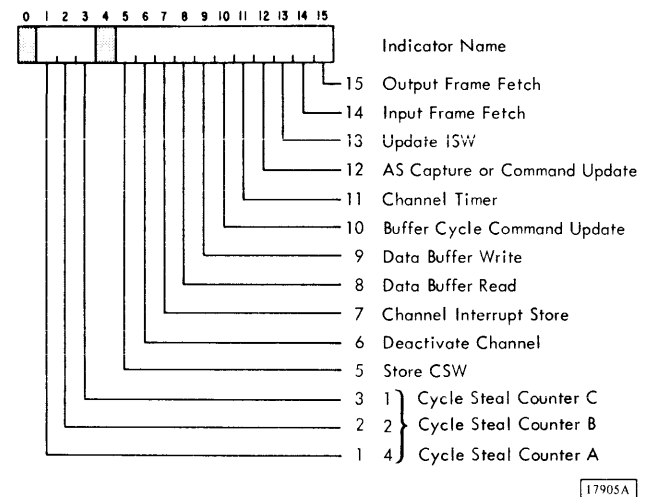 0 1 2 3 4 5 6 7 8 9 10 11 12 13 14 15
Indicator Name
15 Output Frame Fetch
14 Input Frame Fetch
13 Update ISW
12 AS Capture or Command Update
11 Channel Timer
10 Buffer Cycle Command Update
9 Data Buffer Write
8 Data Buffer Read
7 Channel Interrupt Store
6 Deactivate Channel
5 Store CSW
3 1 Cycle Steal Counter C
2 2 Cycle Steal Counter B
1 4 Cycle Steal Counter A
17905A